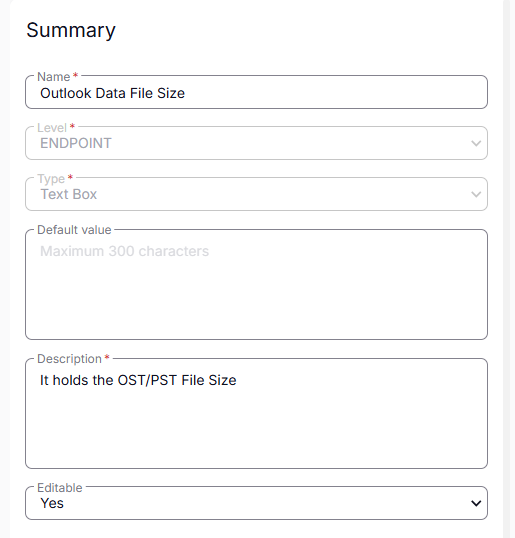 Summary
Name *
Outlook Data File Size
Level *
ENDPOINT
Type *
Text Box
Default value
Maximum 300 characters
Description *
It holds the OST/PST File Size
Editable
Yes